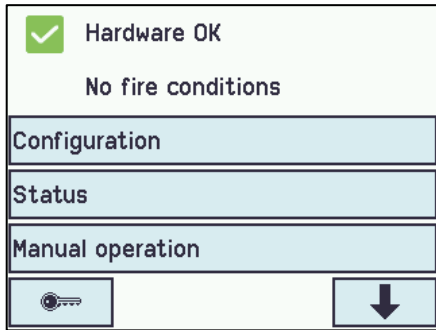 Hardware OK
No fire conditions
Configuration
Status
Manual operation